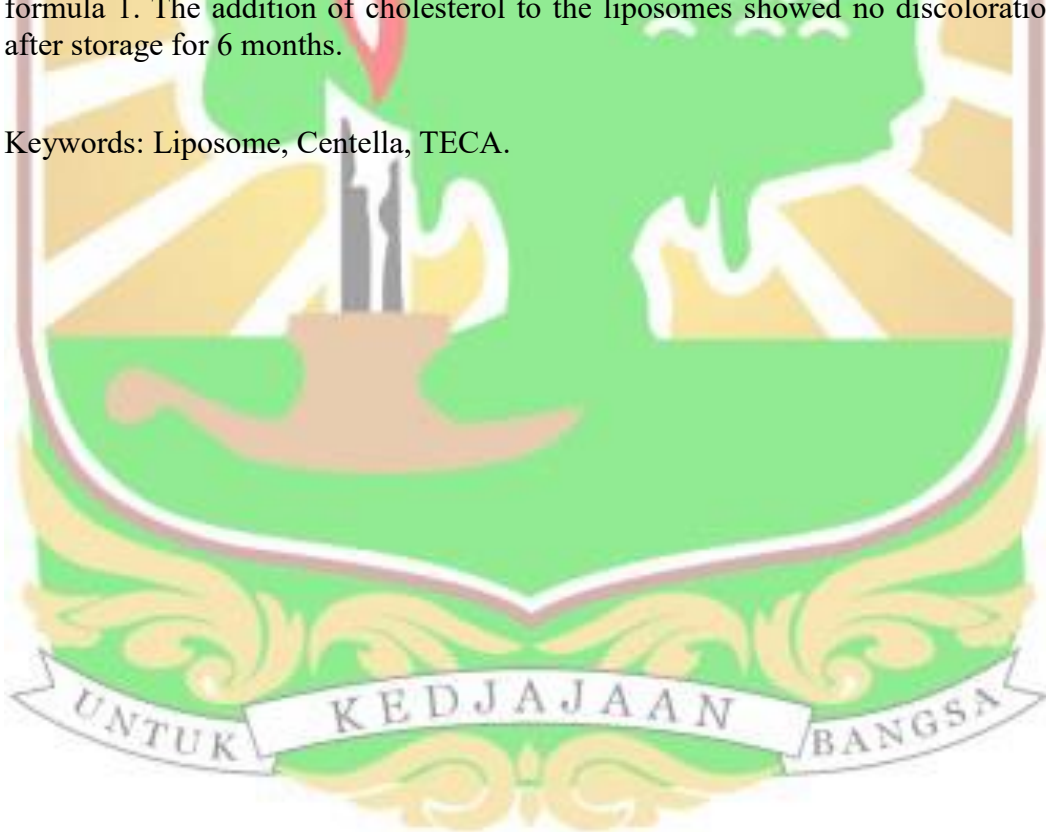 formula 1. The addition of cholesterol to the liposomes showed no discoloratio
after storage for 6 months.
Keywords: Liposome, Centella, TECA.
UNTUK KEDJAJAAN BANGSA